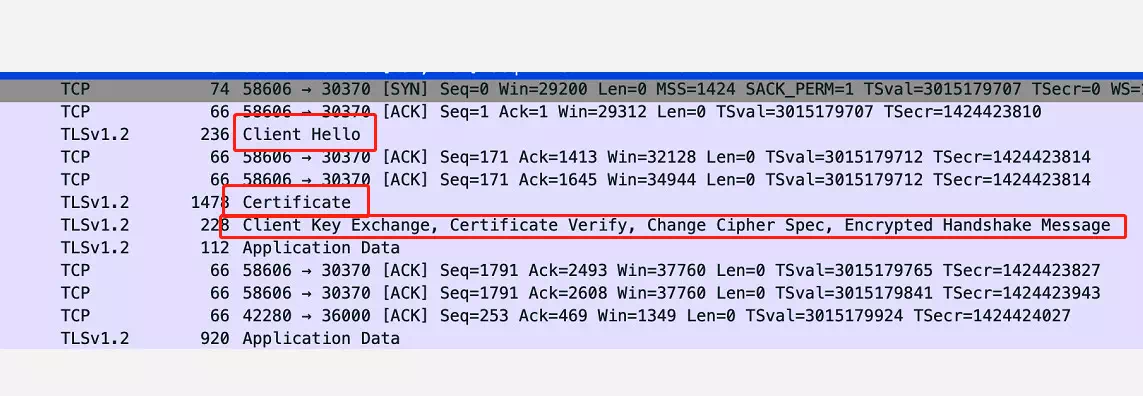 TCP 74 58606 → 30370 [SYN] Seq=0 Win=29200 Len=0 MSS=1424 SACK_PERM=1 TSval=3015179707 TSecr=0 WS=
TCP 66 58606 → 30370 [ACK] Seq=1 Ack=1 Win=29312 Len=0 TSval=3015179707 TSecr=1424423810
TLSv1.2 236 Client Hello
TCP 66 58606 → 30370 [ACK] Seq=171 Ack=1413 Win=32128 Len=0 TSval=3015179712 TSecr=1424423814
TCP 66 58606 → 30370 [ACK] Seq=171 Ack=1645 Win=34944 Len=0 TSval=3015179712 TSecr=1424423814
TLSv1.2 1478 Certificate
TLSv1.2 228 Client Key Exchange, Certificate Verify, Change Cipher Spec, Encrypted Handshake Message
TLSv1.2 112 Application Data
TCP 66 58606 → 30370 [ACK] Seq=1791 Ack=2493 Win=37760 Len=0 TSval=3015179765 TSecr=1424423827
TCP 66 58606 → 30370 [ACK] Seq=1791 Ack=2608 Win=37760 Len=0 TSval=3015179841 TSecr=1424423943
TCP 66 42280 → 36000 [ACK] Seq=253 Ack=469 Win=1349 Len=0 TSval=3015179924 TSecr=1424424027
TLSv1.2 920 Application Data